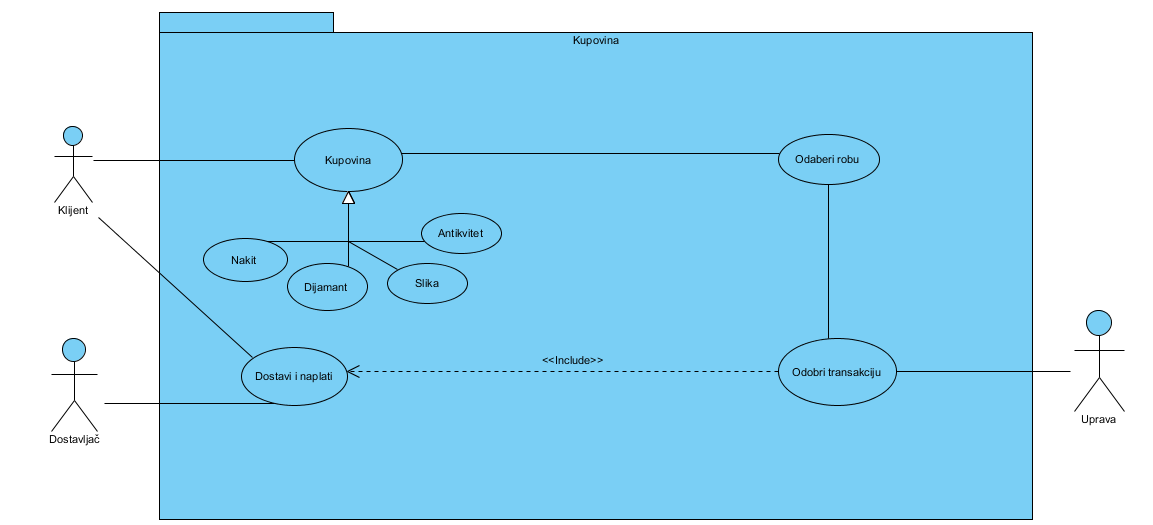 Kupovina
Kupovina
Odaberi robu
Klijent
Antikvitet
Nakit
Dijamant
Slika
<<Include>>
Dostavi i naplati
Odobri transakciju
Uprava
Dostavljač